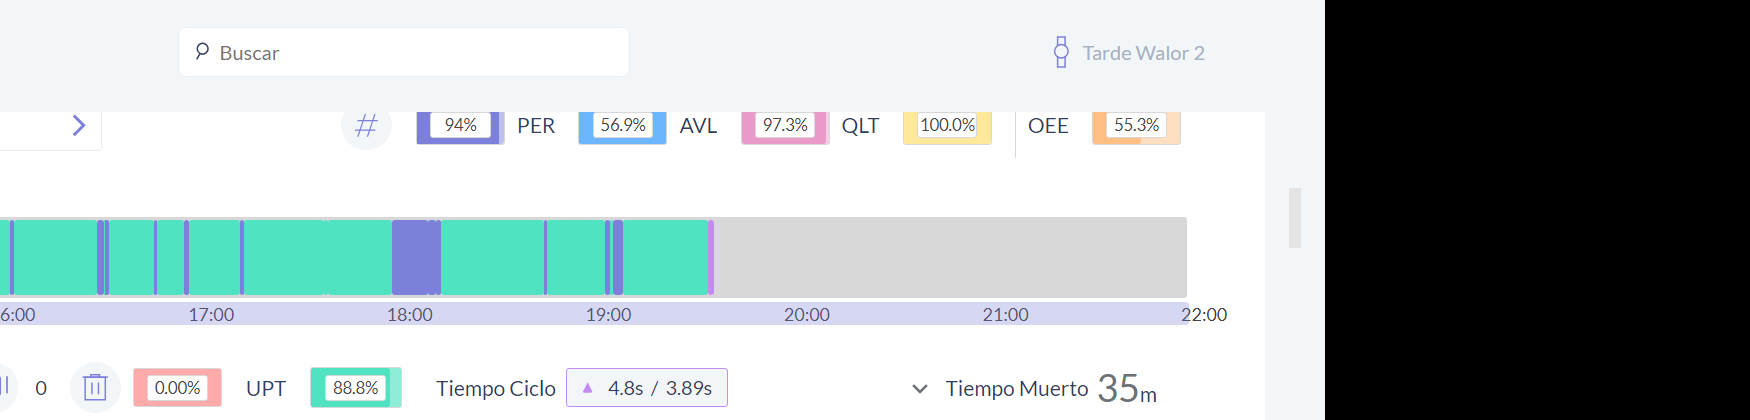 Buscar Tarde Walor 2
# 94% PER 56.9% AVL 97.3% QLT 100.0% OEE 55.3%
6:00 17:00 18:00 19:00 20:00 21:00 22:00
0 0.00% UPT 88.8% Tiempo Ciclo 4.8s / 3.89s Tiempo Muerto 35m